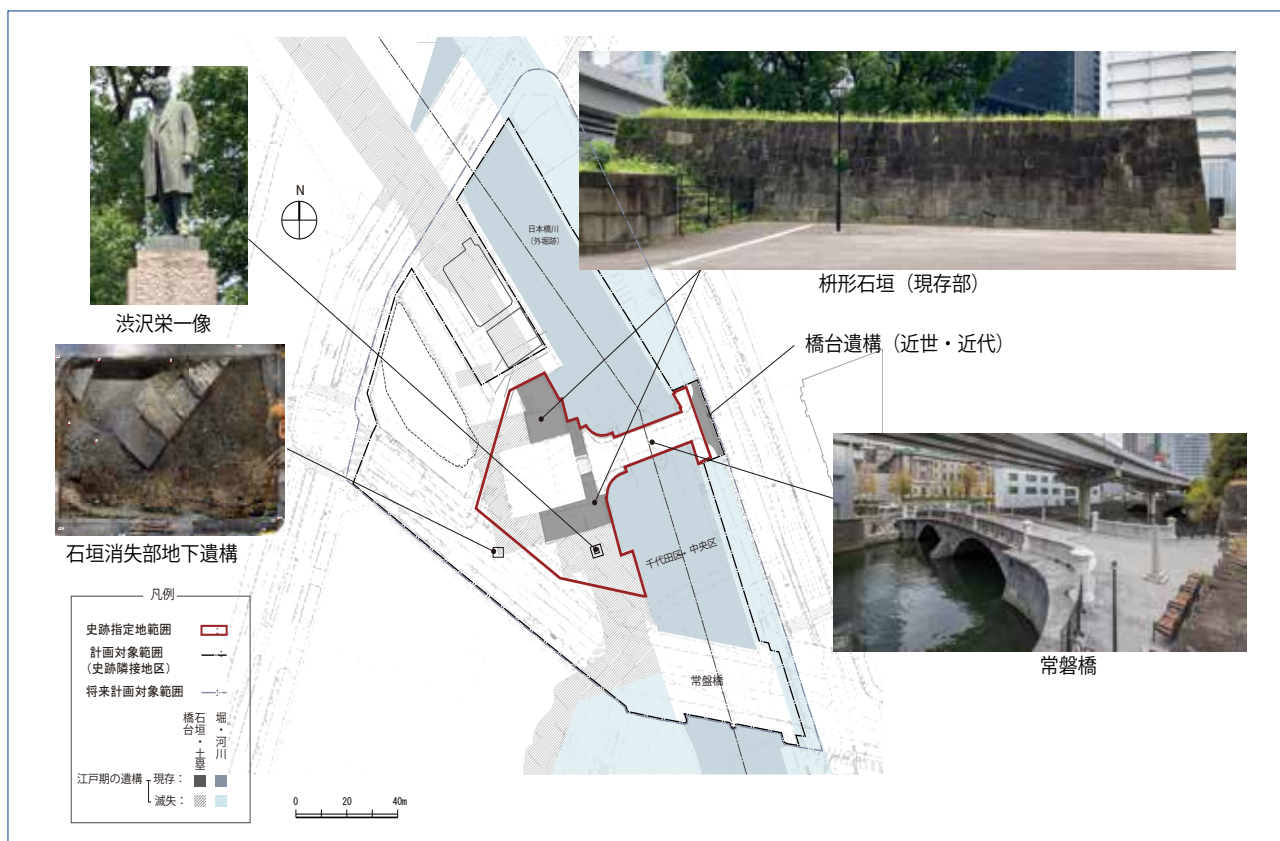 渋沢栄一像
石垣消失部地下遺構
N
日本橋川
(外堀跡)
枡形石垣(現存部)
橋台遺構(近世・近代)
千代田区
中央区
常磐橋
常盤橋
凡例
史跡指定地範囲
計画対象範囲
(史跡隣接地区)
将来計画対象範囲
橋台
石垣・土塁
堀・河川
江戸期の遺構
現存:
滅失:
0 20 40m